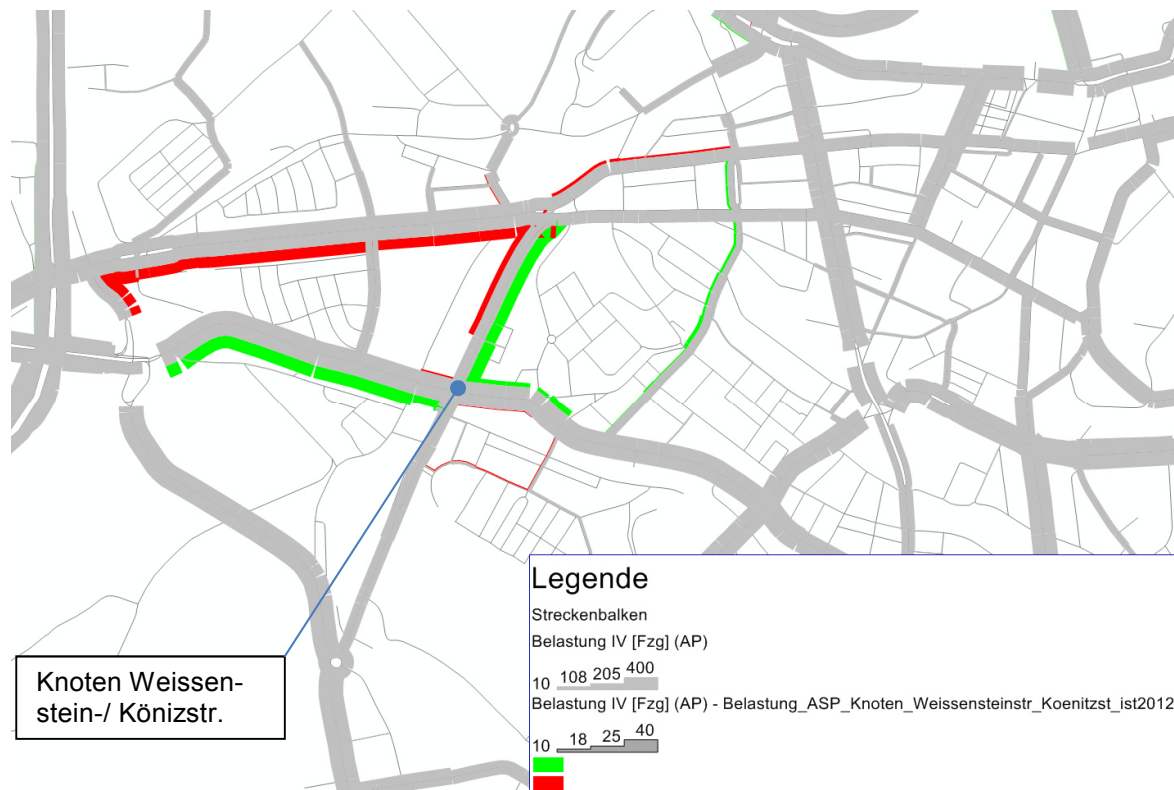 Knoten Weissen-
stein-/ Könizstr.
Legende
Streckenbalken
Belastung IV [Fzg] (AP)
10 108 205 400
Belastung IV [Fzg] (AP) - Belastung_ASP_Knoten_Weissensteinstr_Koenitzst_ist2012
10 18 25 40